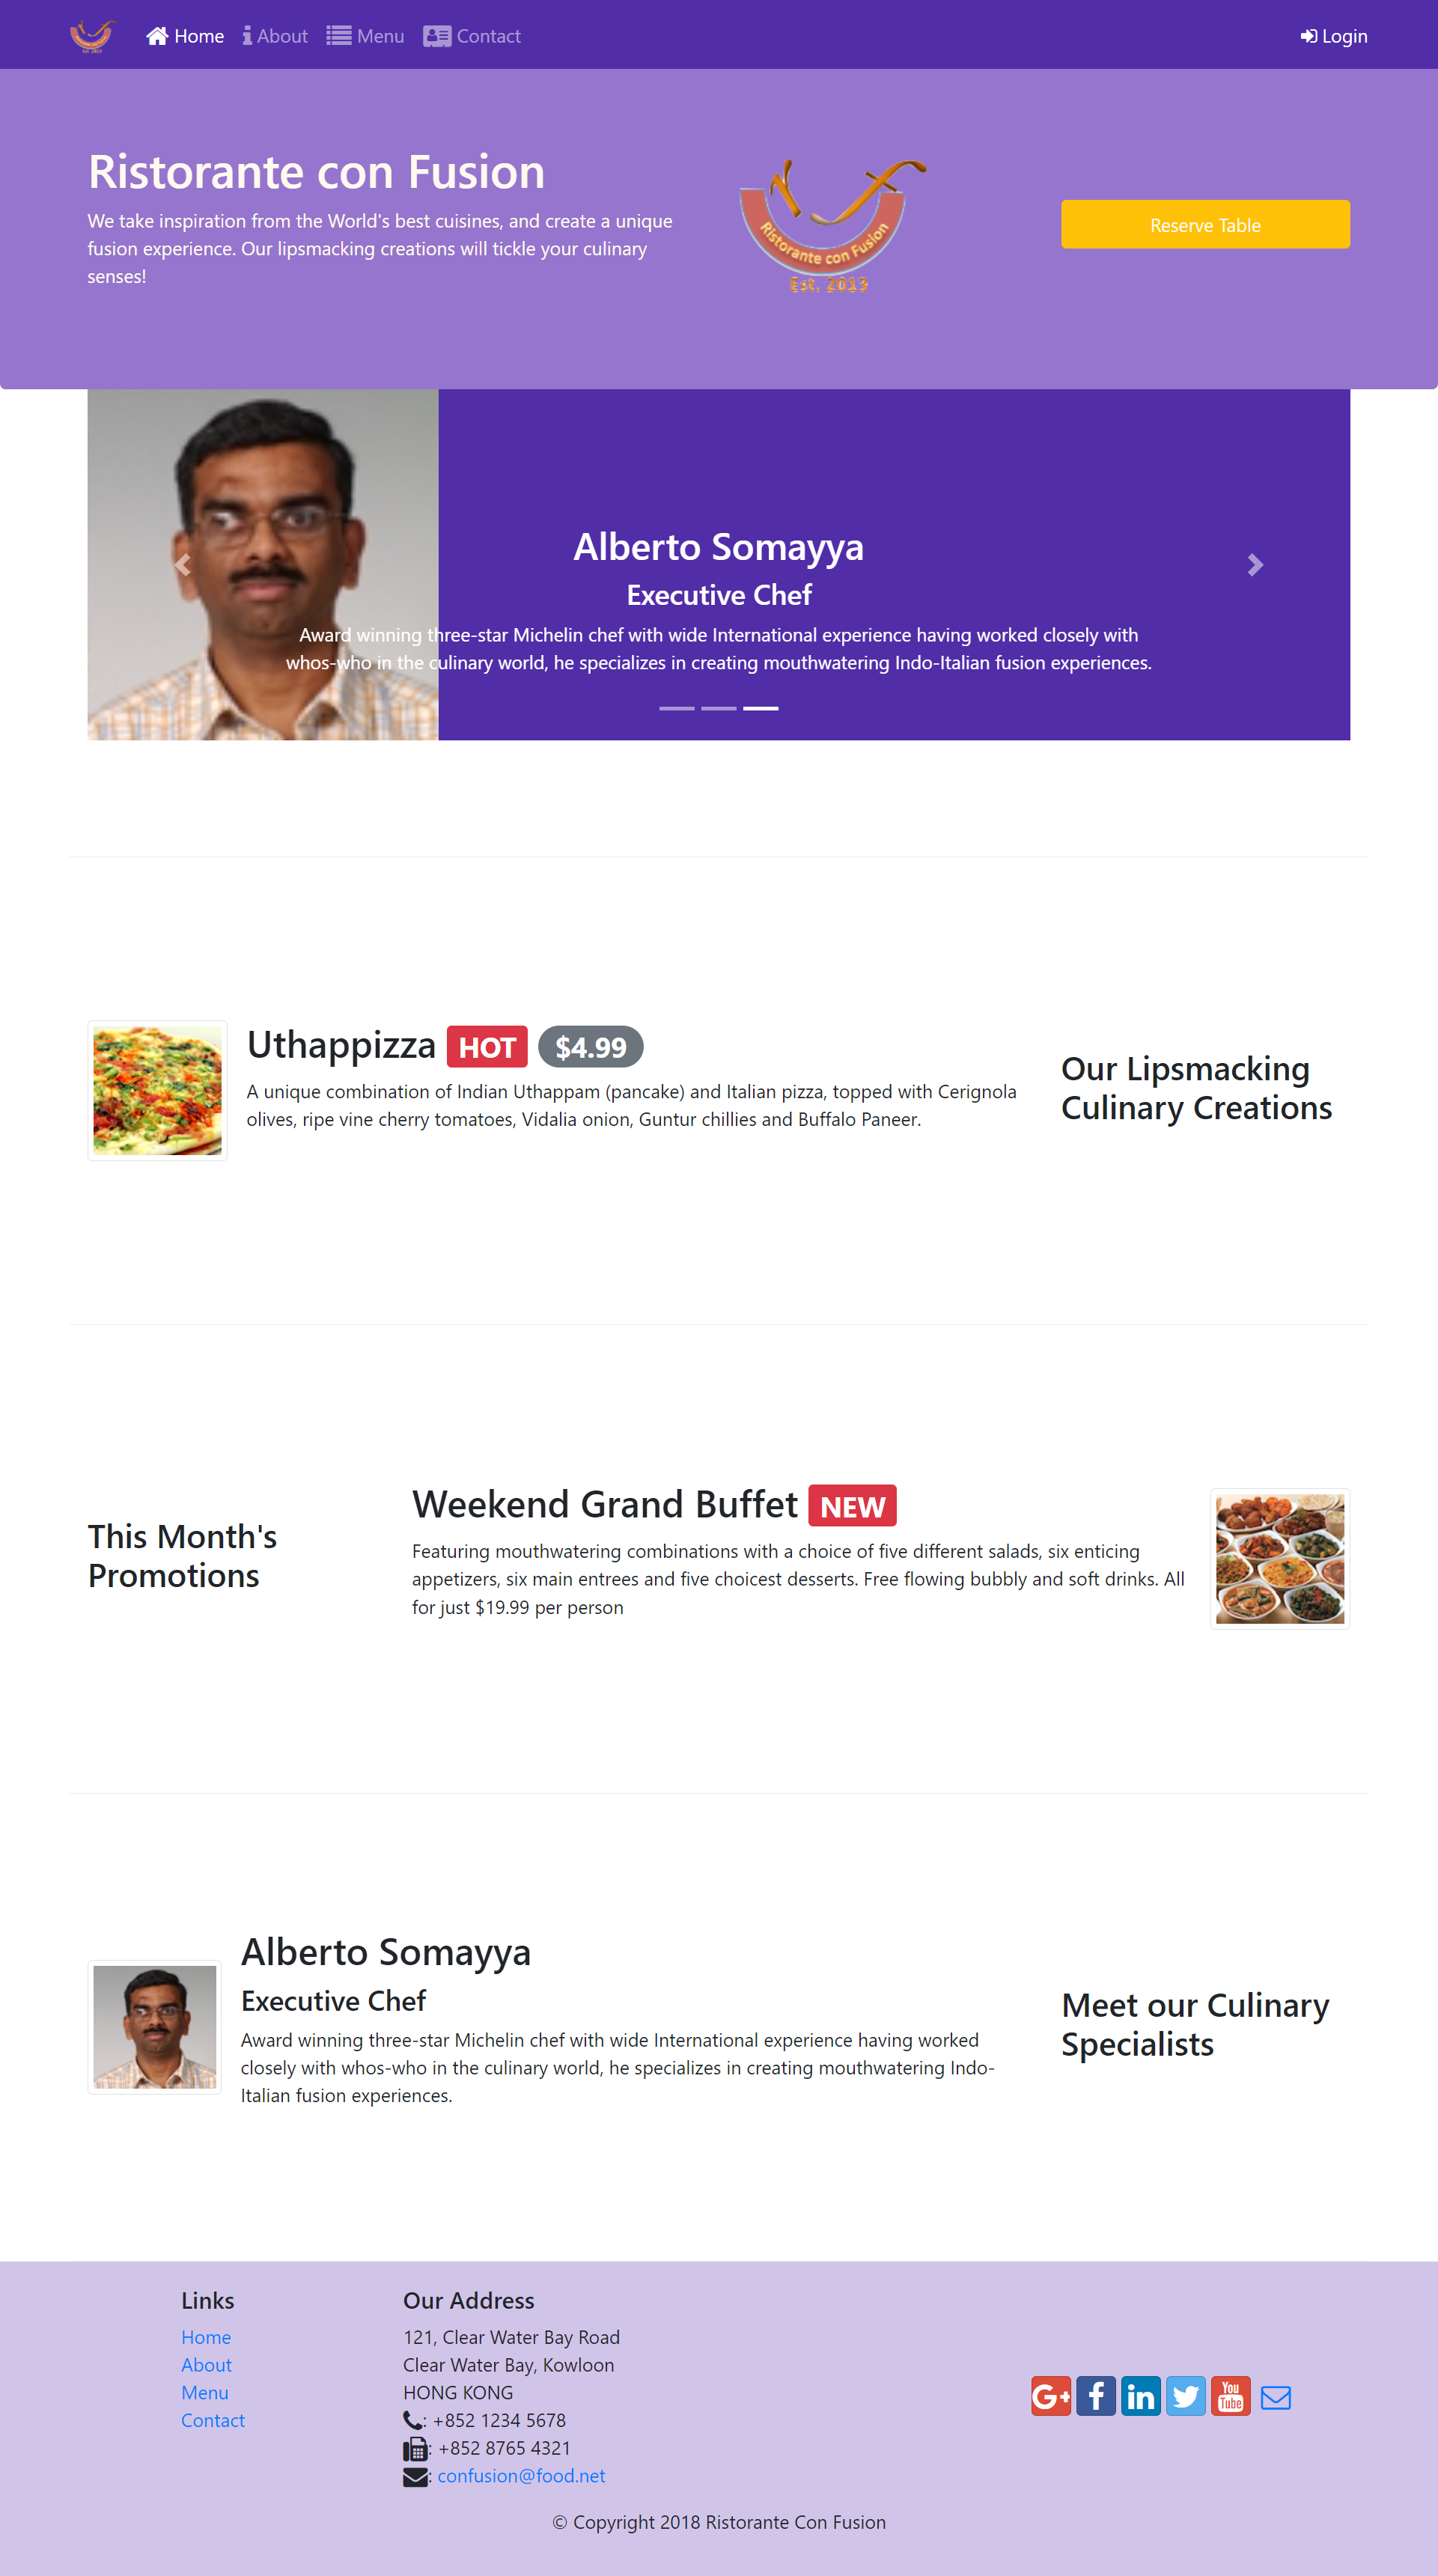 Home About Menu Contact Login
Ristorante con Fusion
We take inspiration from the World's best cuisines, and create a unique
fusion experience. Our lipsmacking creations will tickle your culinary
senses!
Ristorante con Fusion
Est. 2019
Reserve Table
Alberto Somayya
Executive Chef
Award winning three-star Michelin chef with wide International experience having worked closely with
whos-who in the culinary world, he specializes in creating mouthwatering Indo-Italian fusion experiences.
Uthappizza HOT $4.99
A unique combination of Indian Uthappam (pancake) and Italian pizza, topped with Cerignola
olives, ripe vine cherry tomatoes, Vidalia onion, Guntur chillies and Buffalo Paneer.
Our Lipsmacking
Culinary Creations
This Month's
Promotions
Weekend Grand Buffet NEW
Featuring mouthwatering combinations with a choice of five different salads, six enticing
appetizers, six main entrees and five choicest desserts. Free flowing bubbly and soft drinks. All
for just $19.99 per person
Alberto Somayya
Executive Chef
Award winning three-star Michelin chef with wide International experience having worked
closely with whos-who in the culinary world, he specializes in creating mouthwatering Indo-
Italian fusion experiences.
Meet our Culinary
Specialists
Links
Home
About
Menu
Contact
Our Address
121, Clear Water Bay Road
Clear Water Bay, Kowloon
HONG KONG
: +852 1234 5678
: +852 8765 4321
: confusion@food.net
G+ f in You Tube
© Copyright 2018 Ristorante Con Fusion